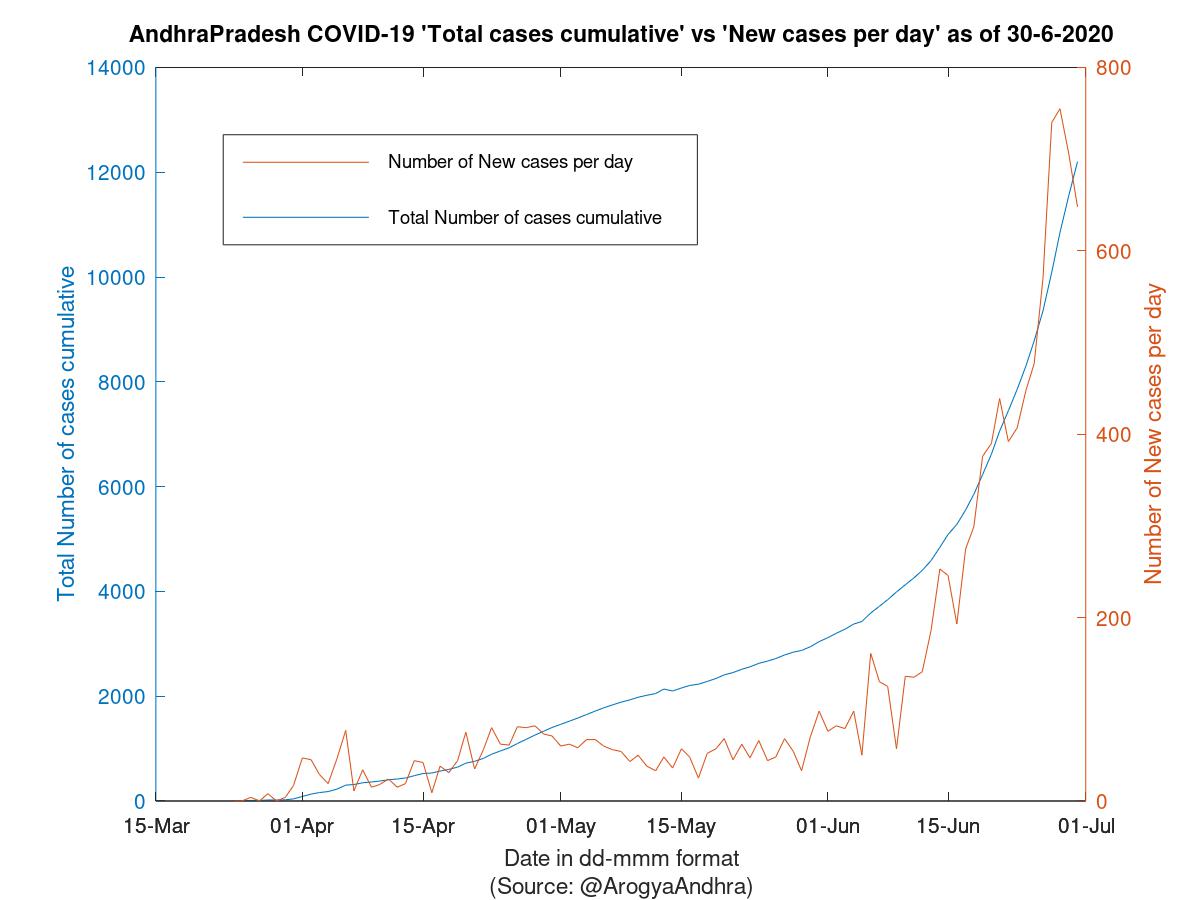 AndhraPradesh COVID-19 'Total cases cumulative' vs 'New cases per day' as of 30-6-2020
14000
12000
10000
8000
6000
4000
2000
0
Total Number of cases cumulative
Number of New cases per day
Total Number of cases cumulative
800
600
400
200
0
Number of New cases per day
15-Mar 01-Apr 15-Apr 01-May 15-May 01-Jun 15-Jun 01-Jul
Date in dd-mmm format
(Source: @ArogyaAndhra)